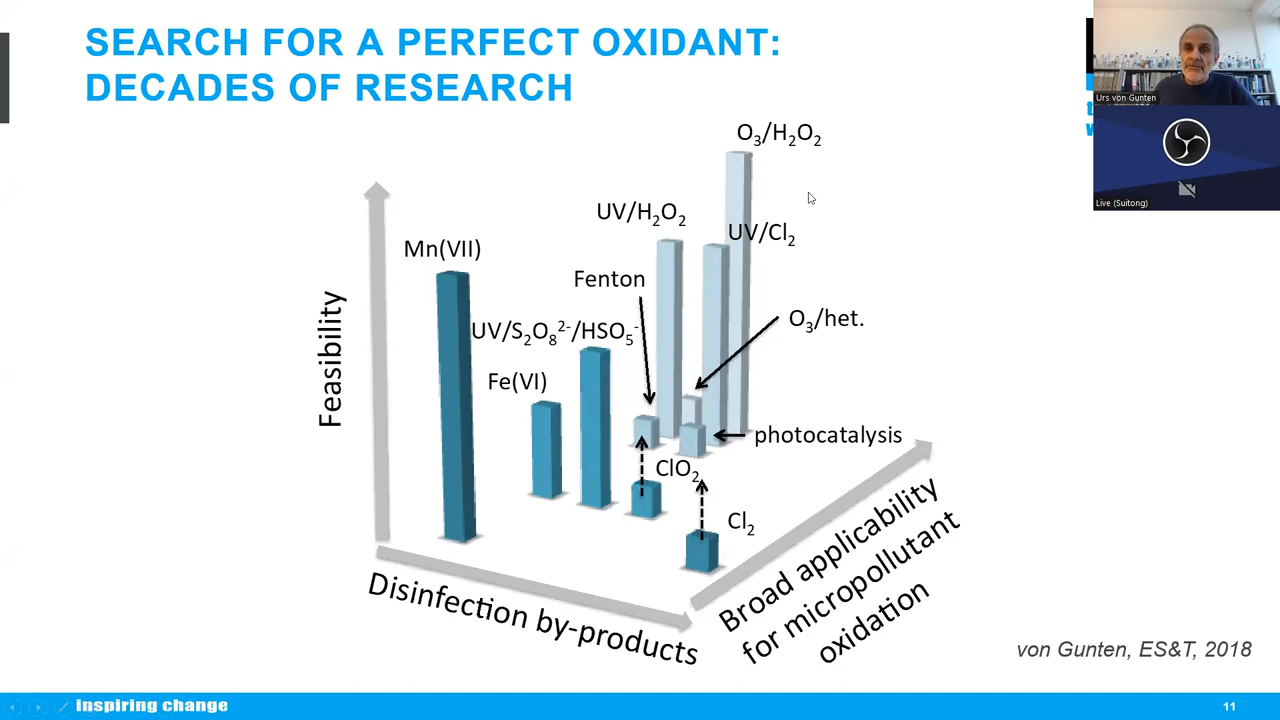 SEARCH FOR A PERFECT OXIDANT:
DECADES OF RESEARCH
Urs von Gunten
Live (Suitong)
O₃/H₂O₂
UV/H₂O₂
UV/Cl₂
Mn(VII)
Fenton
O₃/het.
UV/S₂O₈²⁻/HSO₅⁻
Fe(VI)
photocatalysis
ClO₂
Cl₂
Feasibility
Disinfection by-products
Broad applicability
for micropollutant
oxidation
von Gunten, ES&T, 2018
inspiring change
11